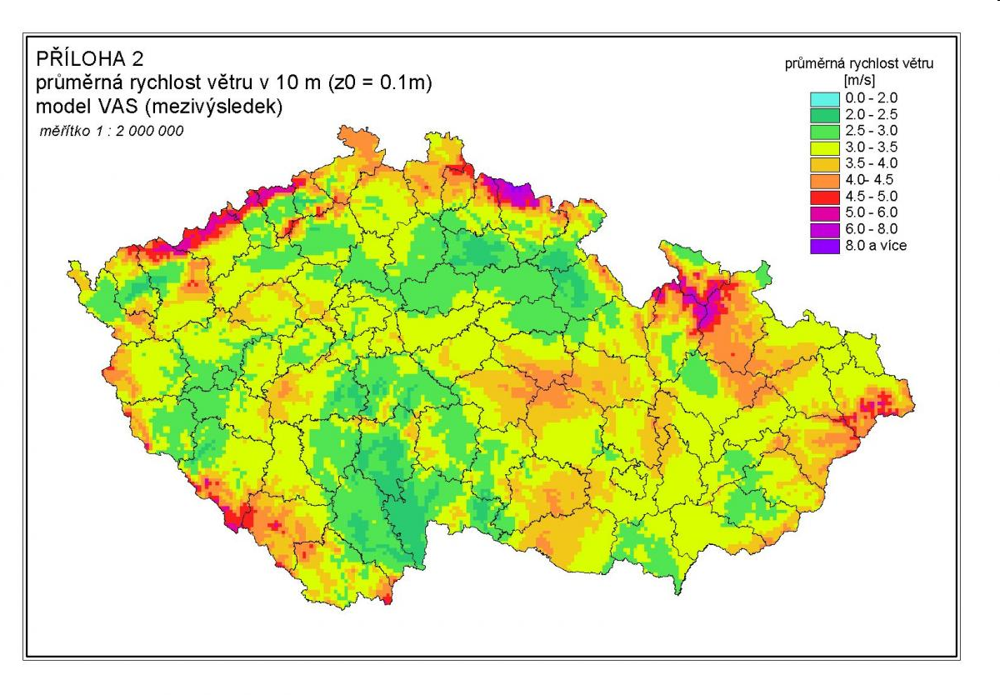 PŘÍLOHA 2
průměrná rychlost větru v 10 m (z0 = 0.1m)
model VAS (mezivýsledek)
měřítko 1 : 2 000 000
průměrná rychlost větru
[m/s]
0.0 - 2.0
2.0 - 2.5
2.5 - 3.0
3.0 - 3.5
3.5 - 4.0
4.0- 4.5
4.5 - 5.0
5.0 - 6.0
6.0 - 8.0
8.0 a více